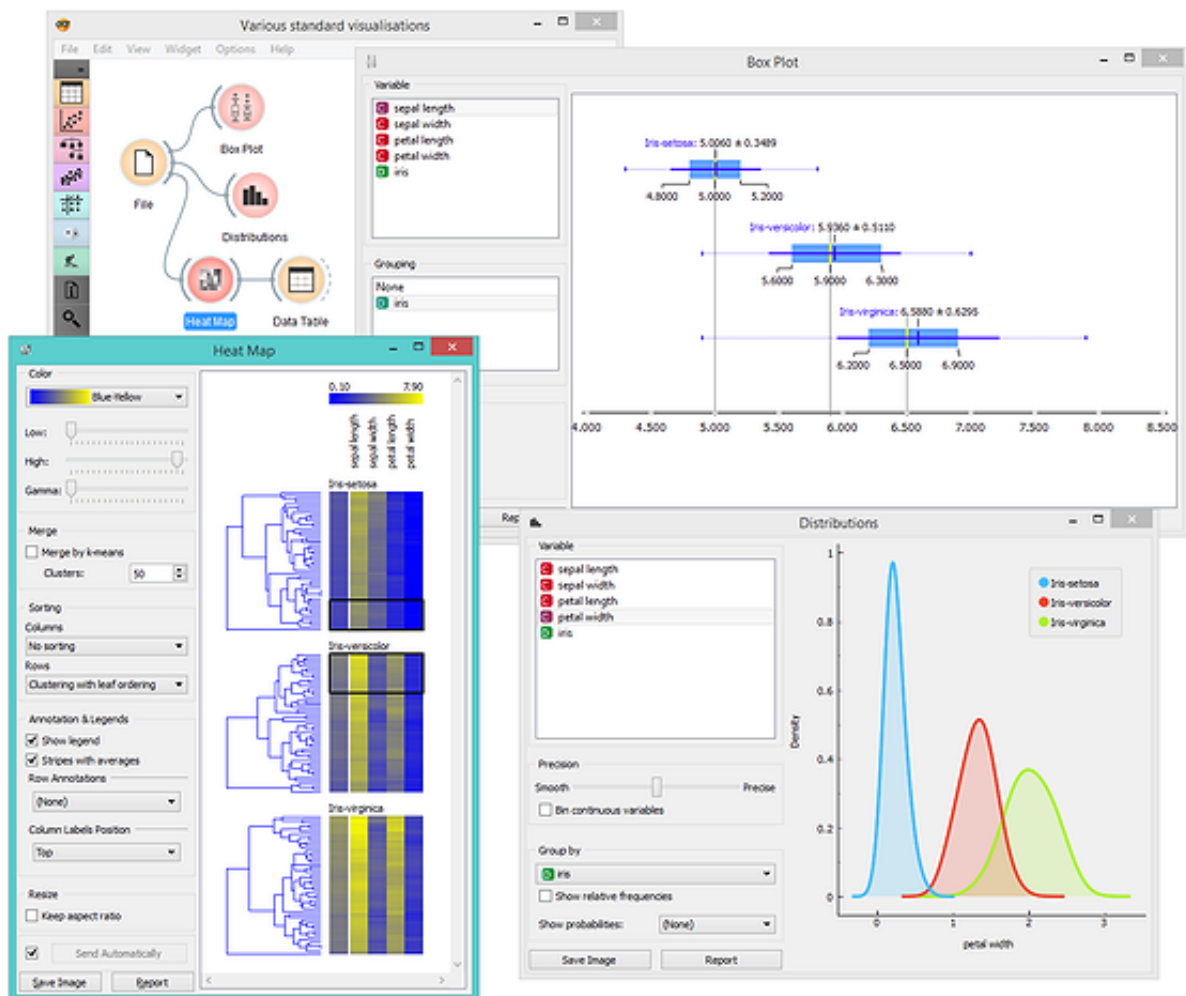 Various standard visualisations
File Edit View Widget Options Help
Box Plot
File
Distributions
Heat Map
Data Table
Box Plot
Variable
C sepal length
C sepal width
C petal length
C petal width
D iris
Grouping
None
D iris
Iris-setosa: 5.0060 ± 0.3489
4.8000 5.0000 5.2000
Iris-versicolor: 5.9360 ± 0.5110
5.6000 5.9000 6.3000
Iris-virginica: 6.5880 ± 0.6295
6.2000 6.5000 6.9000
4.000 4.500 5.000 5.500 6.000 6.500 7.000 7.500 8.000 8.500
Rep
Heat Map
Color
Blue-Yellow
Low:
High:
Gamma:
Merge
Merge by k-means
Clusters: 50
Sorting
Columns
No sorting
Rows
Clustering with leaf ordering
Annotation & Legends
Show legend
Stripes with averages
Row Annotations
(None)
Column Labels Position
Top
Resize
Keep aspect ratio
Send Automatically
Save Image Report
0.10 7.90
sepal length
sepal width
petal length
petal width
Iris-setosa
Iris-versicolor
Iris-virginica
Distributions
Variable
C sepal length
C sepal width
C petal length
C petal width
D iris
Precision
Smooth Precise
Bin continuous variables
Group by
D iris
Show relative frequencies
Show probabilities: (None)
Save Image Report
Density
1
0.8
0.6
0.4
0.2
0
0 1 2 3
petal width
Iris-setosa
Iris-versicolor
Iris-virginica